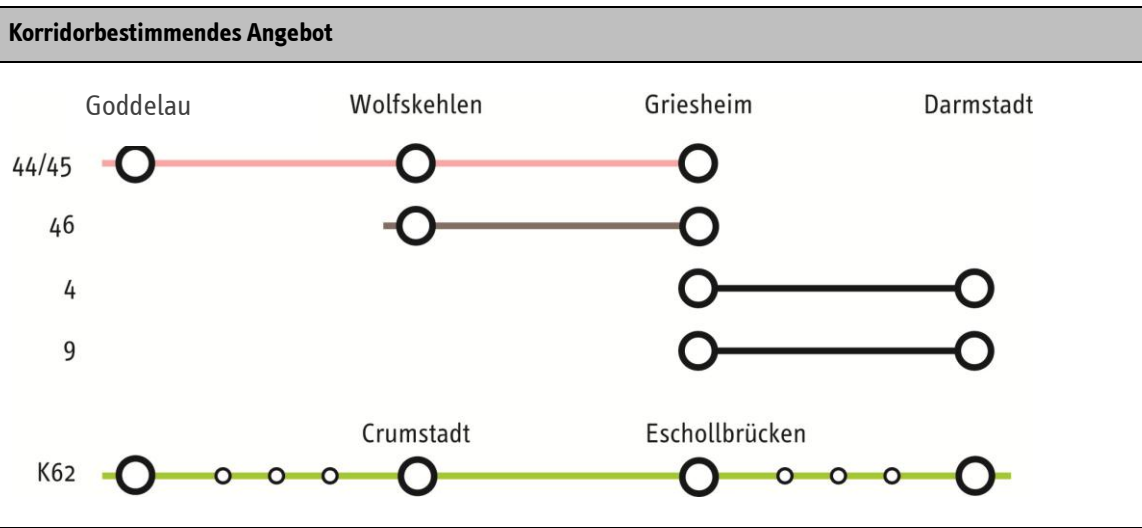 Korridorbestimmendes Angebot
Goddelau Wolfskehlen Griesheim Darmstadt
44/45
46
4
9
Crumstadt Eschollbrücken
K62